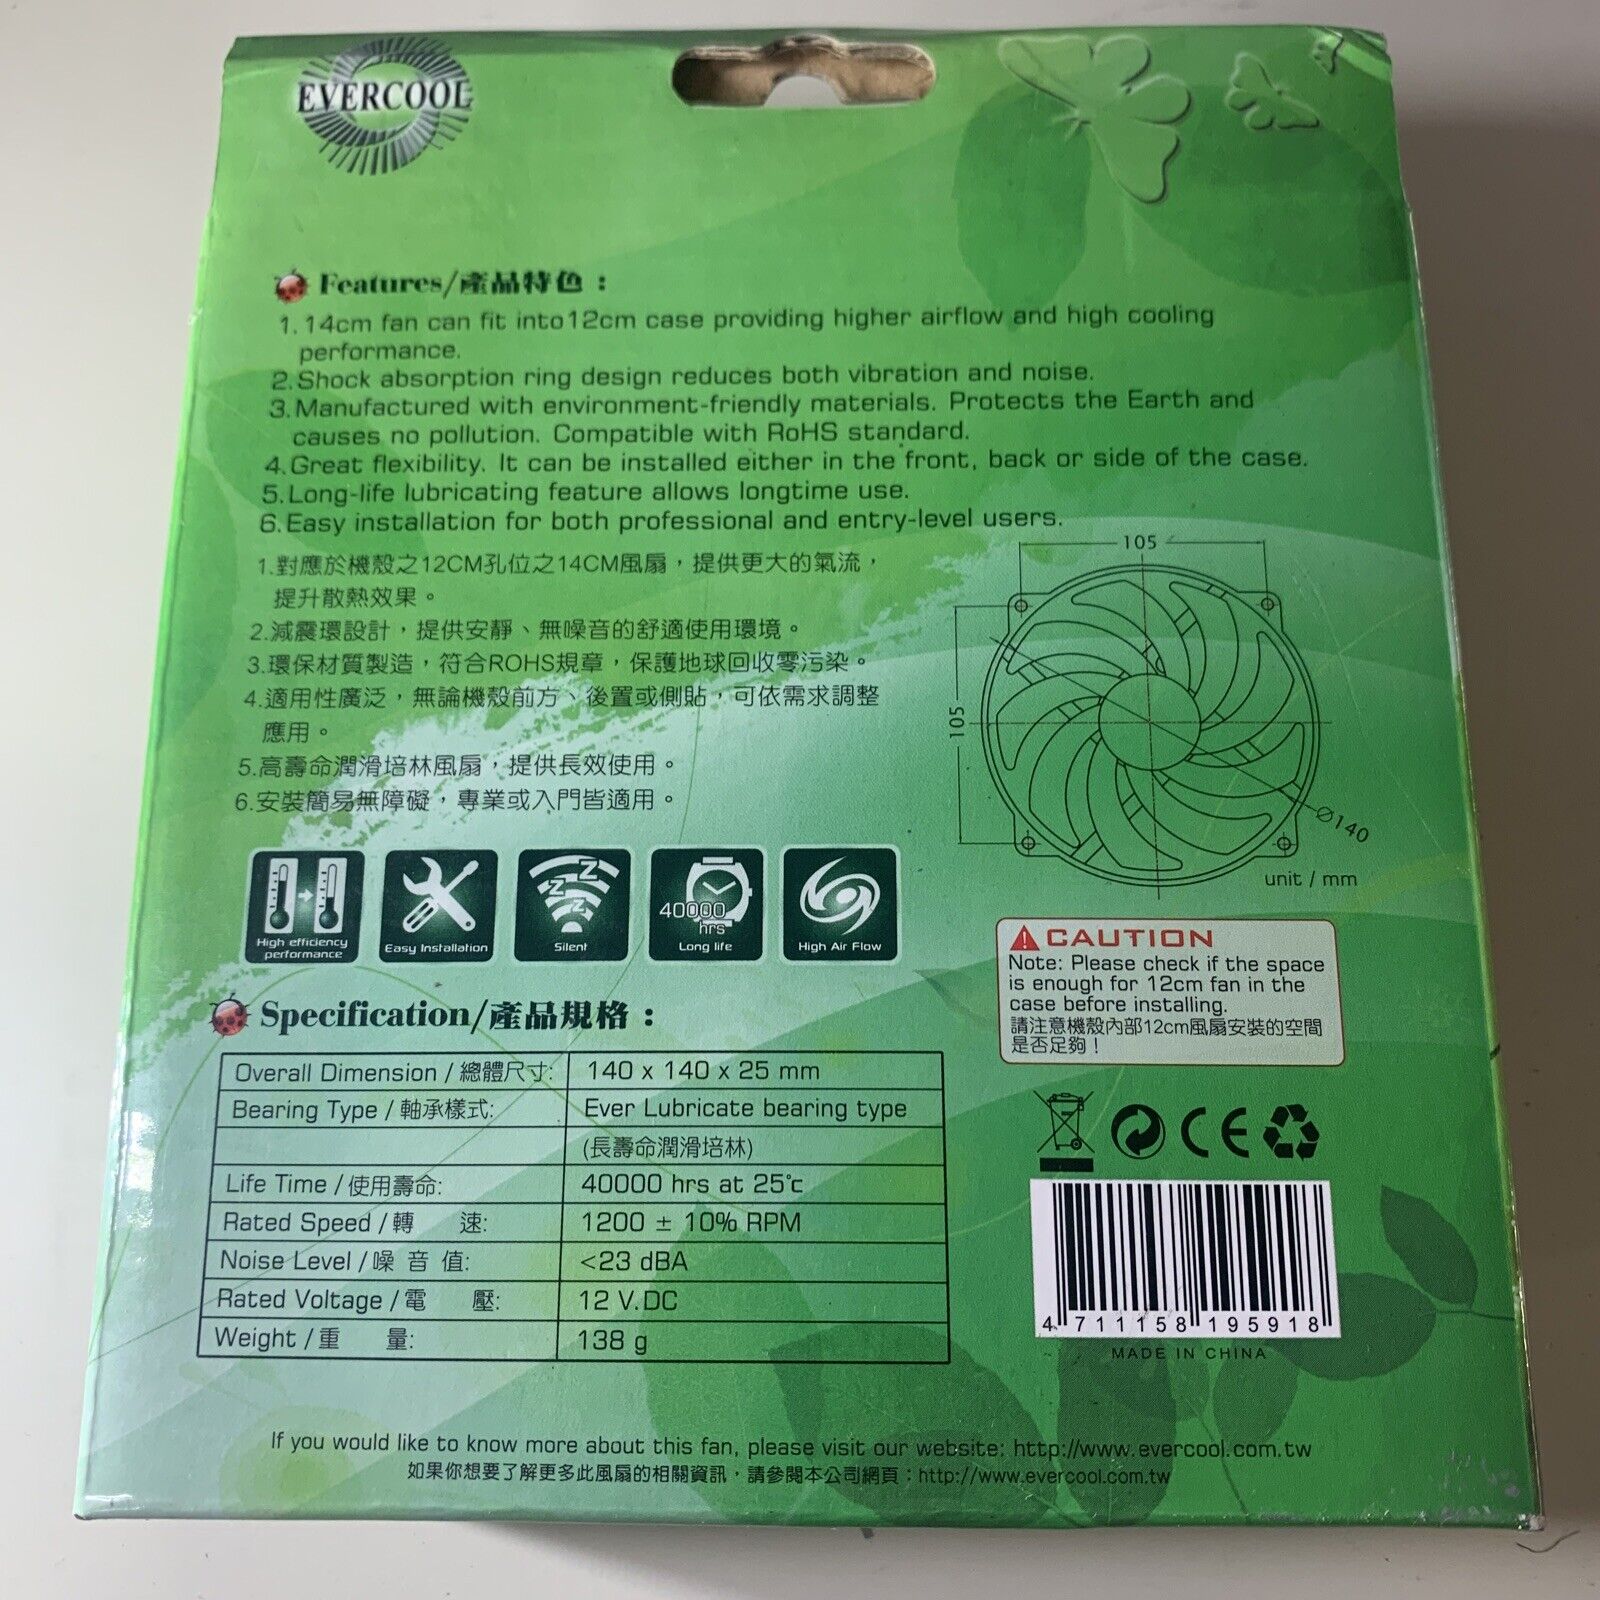 EVERCOOL
Features/產品特色：
1. 14cm fan can fit into12cm case providing higher airflow and high cooling
performance.
2. Shock absorption ring design reduces both vibration and noise.
3. Manufactured with environment-friendly materials. Protects the Earth and
causes no pollution. Compatible with RoHS standard.
4. Great flexibility. It can be installed either in the front, back or side of the case.
5. Long-life lubricating feature allows longtime use.
6. Easy installation for both professional and entry-level users.
1.對應於機殼之12CM孔位之14CM風扇，提供更大的氣流，
提升散熱效果。
2.減震環設計，提供安靜、無噪音的舒適使用環境。
3.環保材質製造，符合ROHS規章，保護地球回收零污染。
4.適用性廣泛，無論機殼前方、後置或側貼，可依需求調整
應用。
5.高壽命潤滑培林風扇，提供長效使用。
6.安裝簡易無障礙，專業或入門皆適用。
105
105
Ø140
unit / mm
High efficiency
performance
Easy Installation
Z Z Z Z
Silent
40000
hrs
Long life
High Air Flow
CAUTION
Note: Please check if the space
is enough for 12cm fan in the
case before installing.
請注意機殼內部12cm風扇安裝的空間
是否足夠！
Specification/產品規格：
Overall Dimension / 總體尺寸: 140 x 140 x 25 mm
Bearing Type / 軸承樣式: Ever Lubricate bearing type
(長壽命潤滑培林)
Life Time / 使用壽命: 40000 hrs at 25℃
Rated Speed / 轉 速: 1200 ± 10% RPM
Noise Level / 噪 音 值: <23 dBA
Rated Voltage / 電 壓: 12 V.DC
Weight / 重 量: 138 g
CE
4 711158 195918
MADE IN CHINA
If you would like to know more about this fan, please visit our website: http://www.evercool.com.tw
如果你想要了解更多此風扇的相關資訊，請參閱本公司網頁：http://www.evercool.com.tw